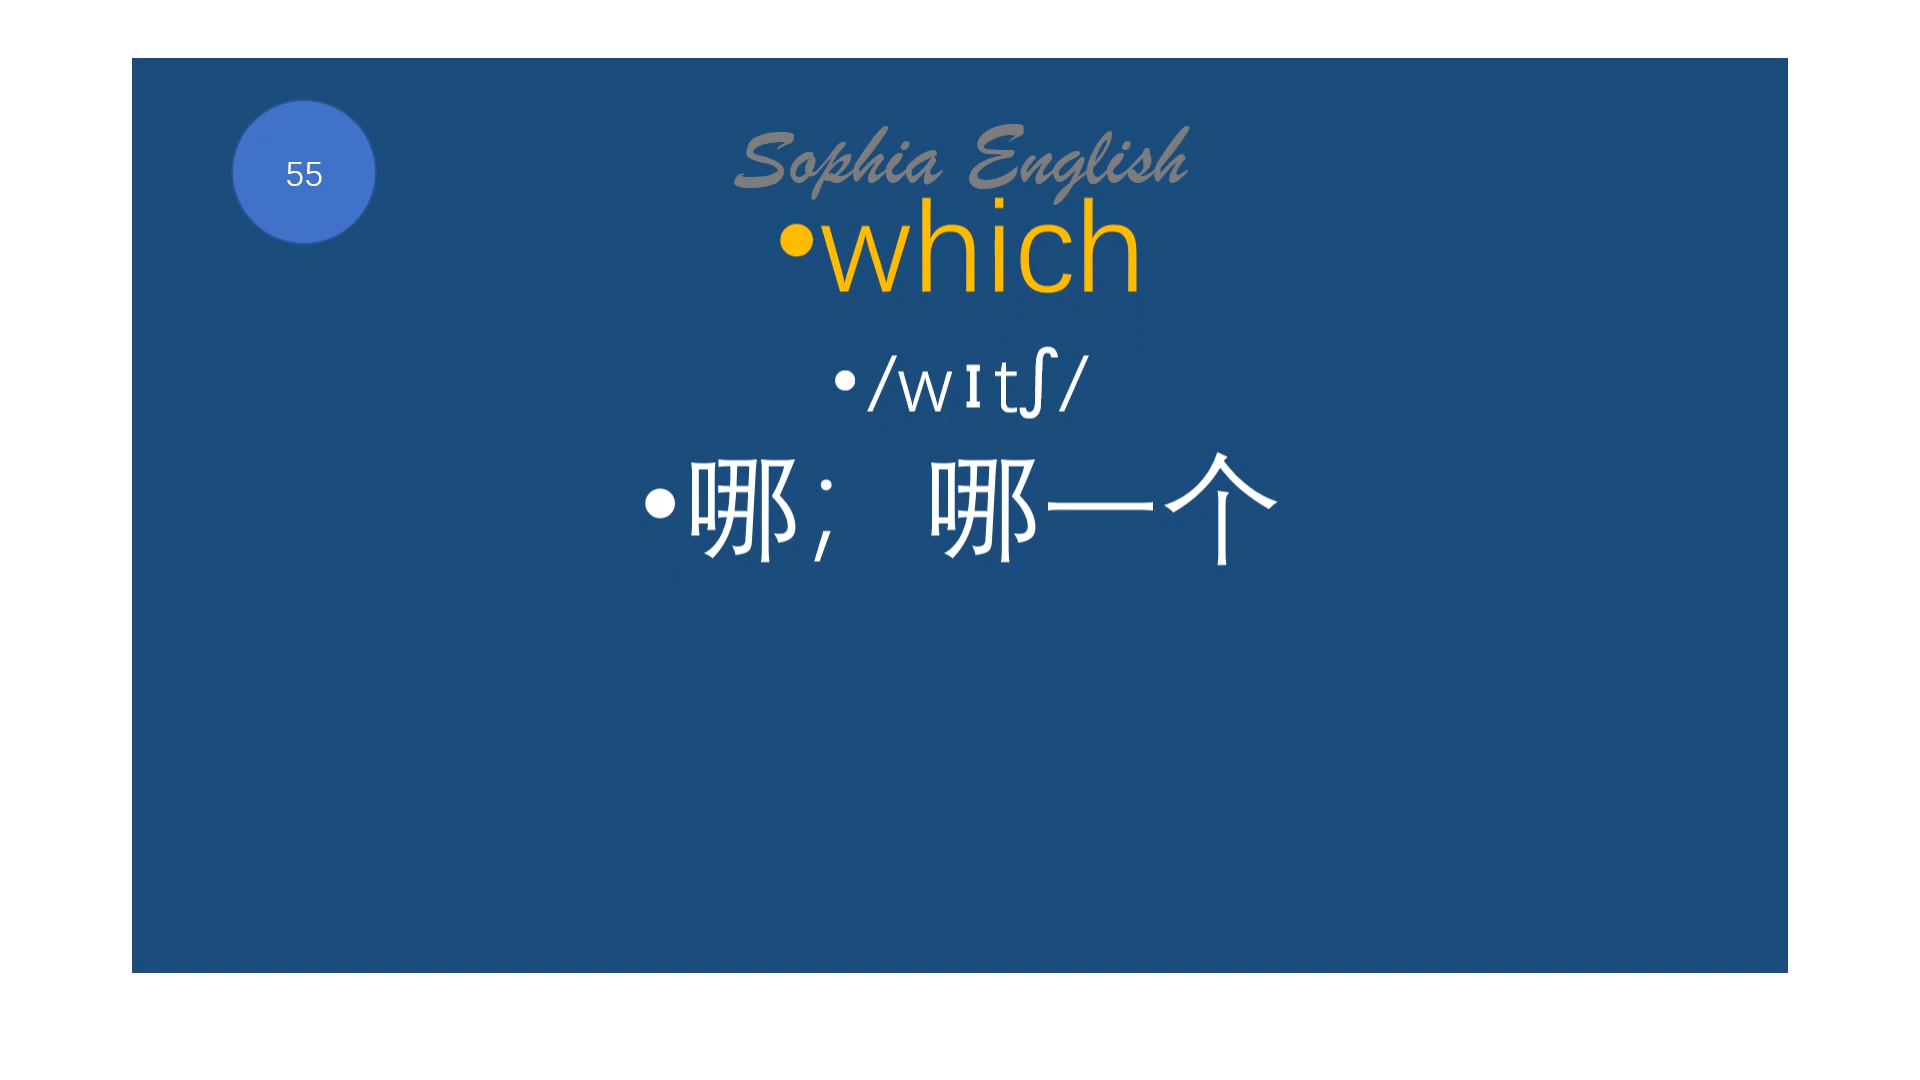 55
Sophia English
•which
•/wɪtʃ/
•哪；哪一个